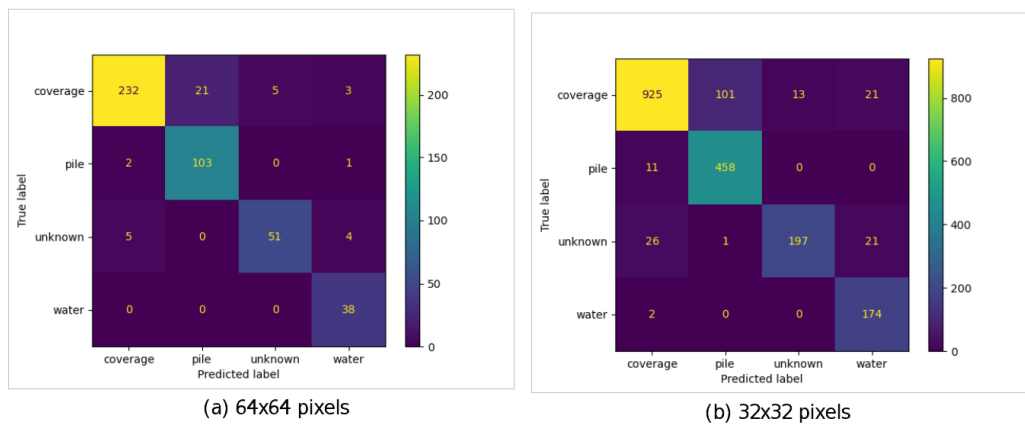 coverage 232 21 5 3
pile 2 103 0 1
unknown 5 0 51 4
water 0 0 0 38
coverage pile unknown water
Predicted label
True label
200
150
100
50
0
(a) 64x64 pixels
coverage 925 101 13 21
pile 11 458 0 0
unknown 26 1 197 21
water 2 0 0 174
coverage pile unknown water
Predicted label
True label
800
600
400
200
0
(b) 32x32 pixels